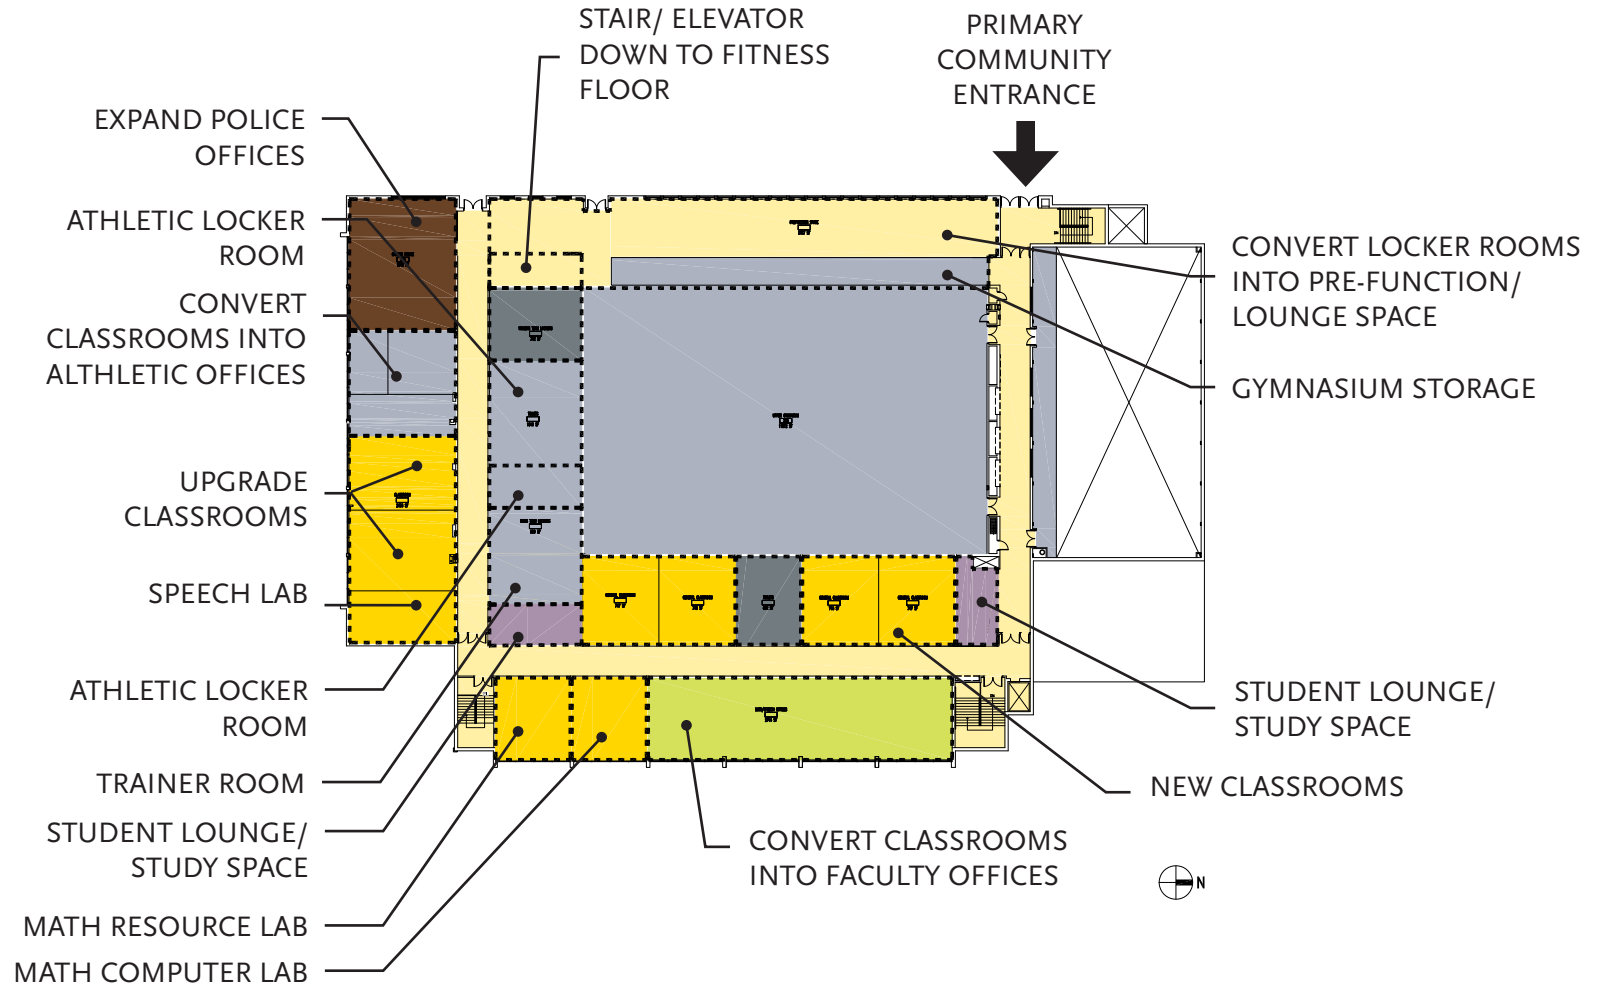 STAIR/ ELEVATOR
DOWN TO FITNESS
FLOOR
PRIMARY
COMMUNITY
ENTRANCE
EXPAND POLICE
OFFICES
ATHLETIC LOCKER
ROOM
CONVERT
CLASSROOMS INTO
ALTHLETIC OFFICES
UPGRADE
CLASSROOMS
SPEECH LAB
ATHLETIC LOCKER
ROOM
TRAINER ROOM
STUDENT LOUNGE/
STUDY SPACE
MATH RESOURCE LAB
MATH COMPUTER LAB
CONVERT LOCKER ROOMS
INTO PRE-FUNCTION/
LOUNGE SPACE
GYMNASIUM STORAGE
STUDENT LOUNGE/
STUDY SPACE
NEW CLASSROOMS
CONVERT CLASSROOMS
INTO FACULTY OFFICES
N